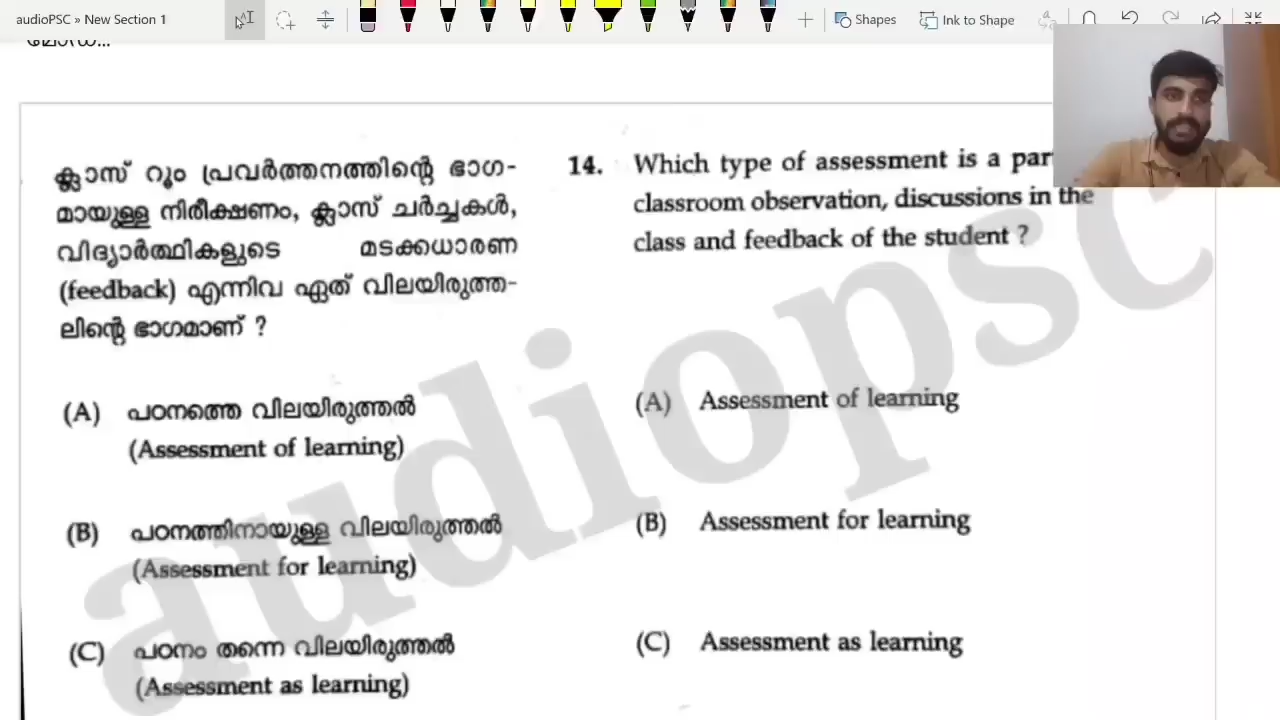 audioPSC » New Section 1
Shapes
Ink to Shape
ക്ലാസ് റൂം പ്രവർത്തനത്തിന്റെ ഭാഗ-
മായുള്ള നിരീക്ഷണം, ക്ലാസ് ചർച്ചകൾ,
വിദ്യാർത്ഥികളുടെ മടക്കധാരണ
(feedback) എന്നിവ ഏത് വിലയിരുത്ത-
ലിന്റെ ഭാഗമാണ് ?
(A) പഠനത്തെ വിലയിരുത്തൽ
(Assessment of learning)
(B) പഠനത്തിനായുള്ള വിലയിരുത്തൽ
(Assessment for learning)
(C) പഠനം തന്നെ വിലയിരുത്തൽ
(Assessment as learning)
14. Which type of assessment is a par
classroom observation, discussions in the
class and feedback of the student ?
(A) Assessment of learning
(B) Assessment for learning
(C) Assessment as learning
audiopsc